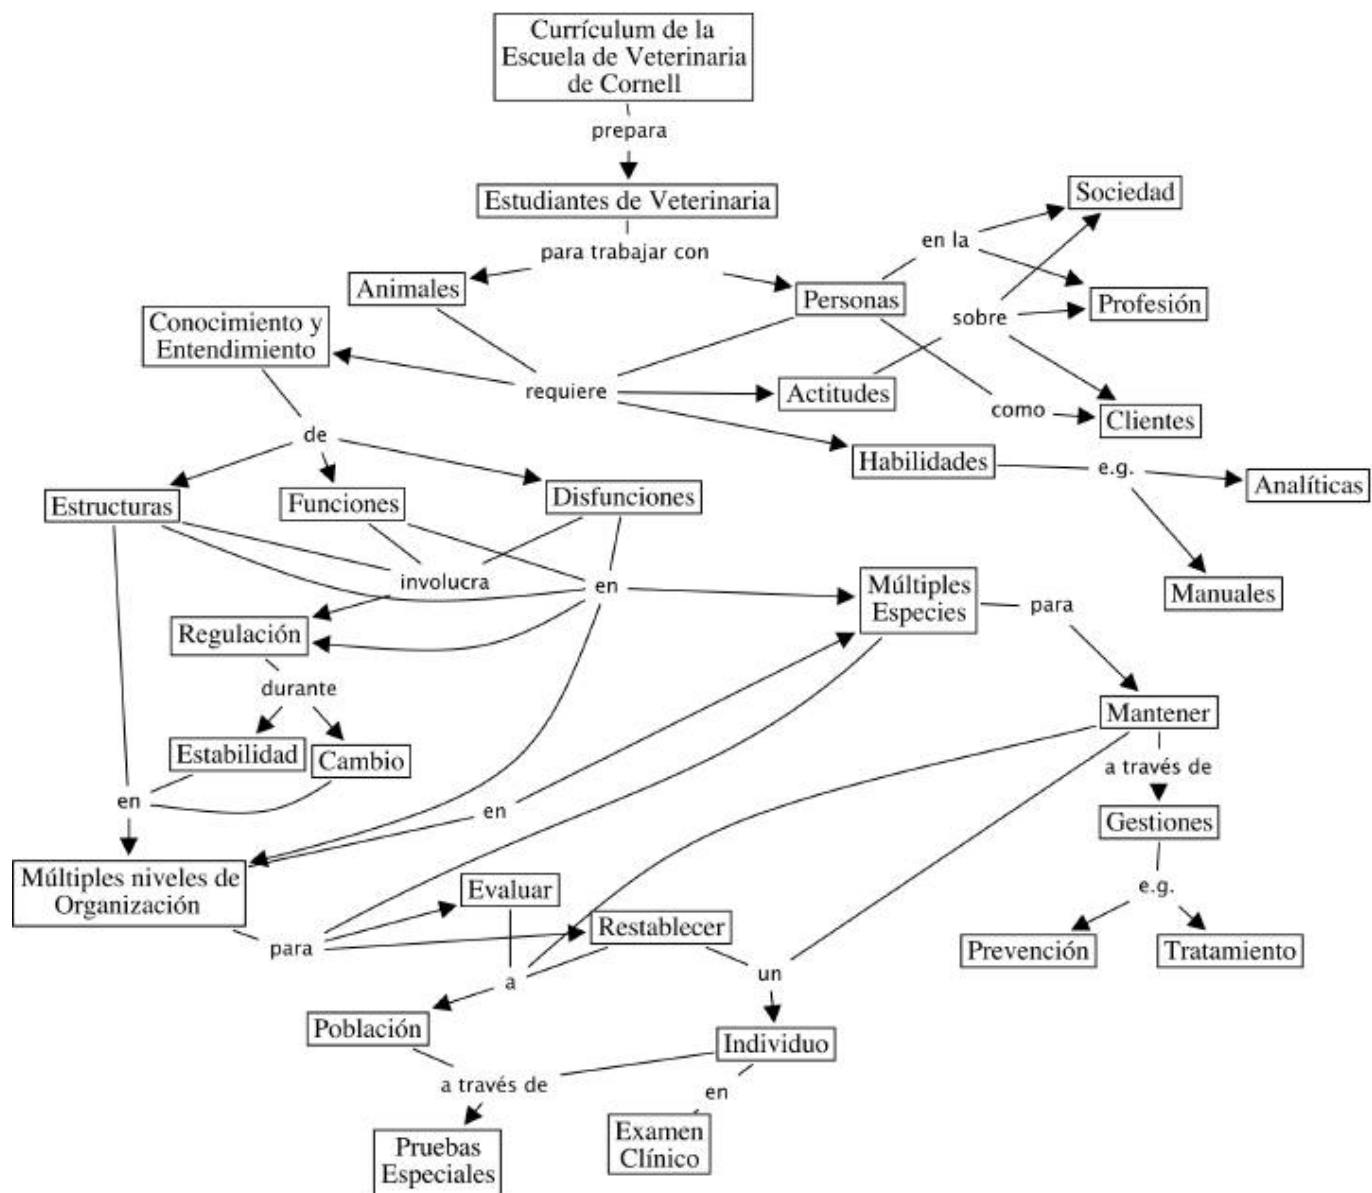 Currículum de la
Escuela de Veterinaria
de Cornell
prepara
Estudiantes de Veterinaria
para trabajar con
Sociedad
en la
Animales
Personas
Profesión
Conocimiento y
Entendimiento
sobre
requiere
Actitudes
como
Clientes
de
Habilidades
e.g.
Analíticas
Estructuras
Funciones
Disfunciones
involucra
en
Múltiples
Especies
para
Manuales
Regulación
durante
Mantener
Estabilidad
Cambio
a través de
en
en
Gestiones
Múltiples niveles de
Organización
Evaluar
e.g.
para
Restablecer
Prevención
Tratamiento
a
un
Población
Individuo
a través de
en
Pruebas
Especiales
Examen
Clínico